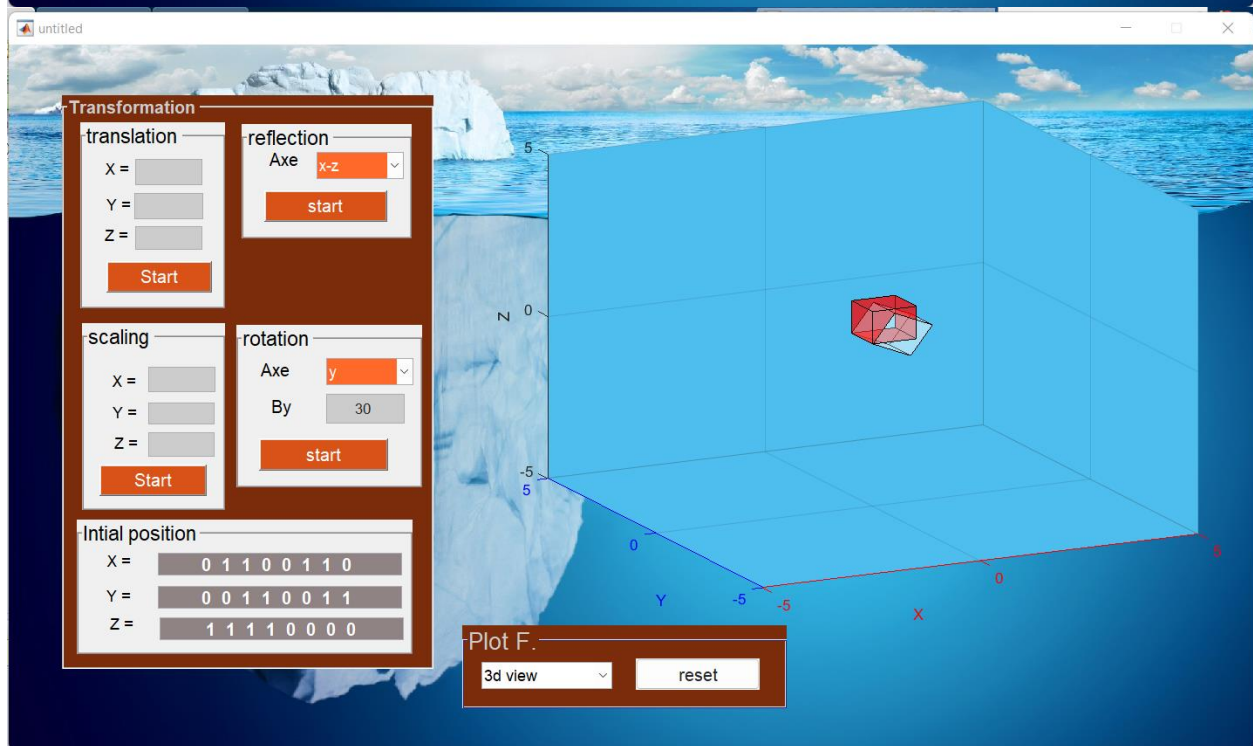 untitled
Transformation
translation
X =
Y =
Z =
Start
reflection
Axe x-z
start
scaling
X =
Y =
Z =
Start
rotation
Axe y
By 30
start
Intial position
X = 0 1 1 0 0 1 1 0
Y = 0 0 1 1 0 0 1 1
Z = 1 1 1 1 0 0 0 0
5
0
-5
Z
5
0
-5
Y
-5
0
5
X
Plot F.
3d view
reset